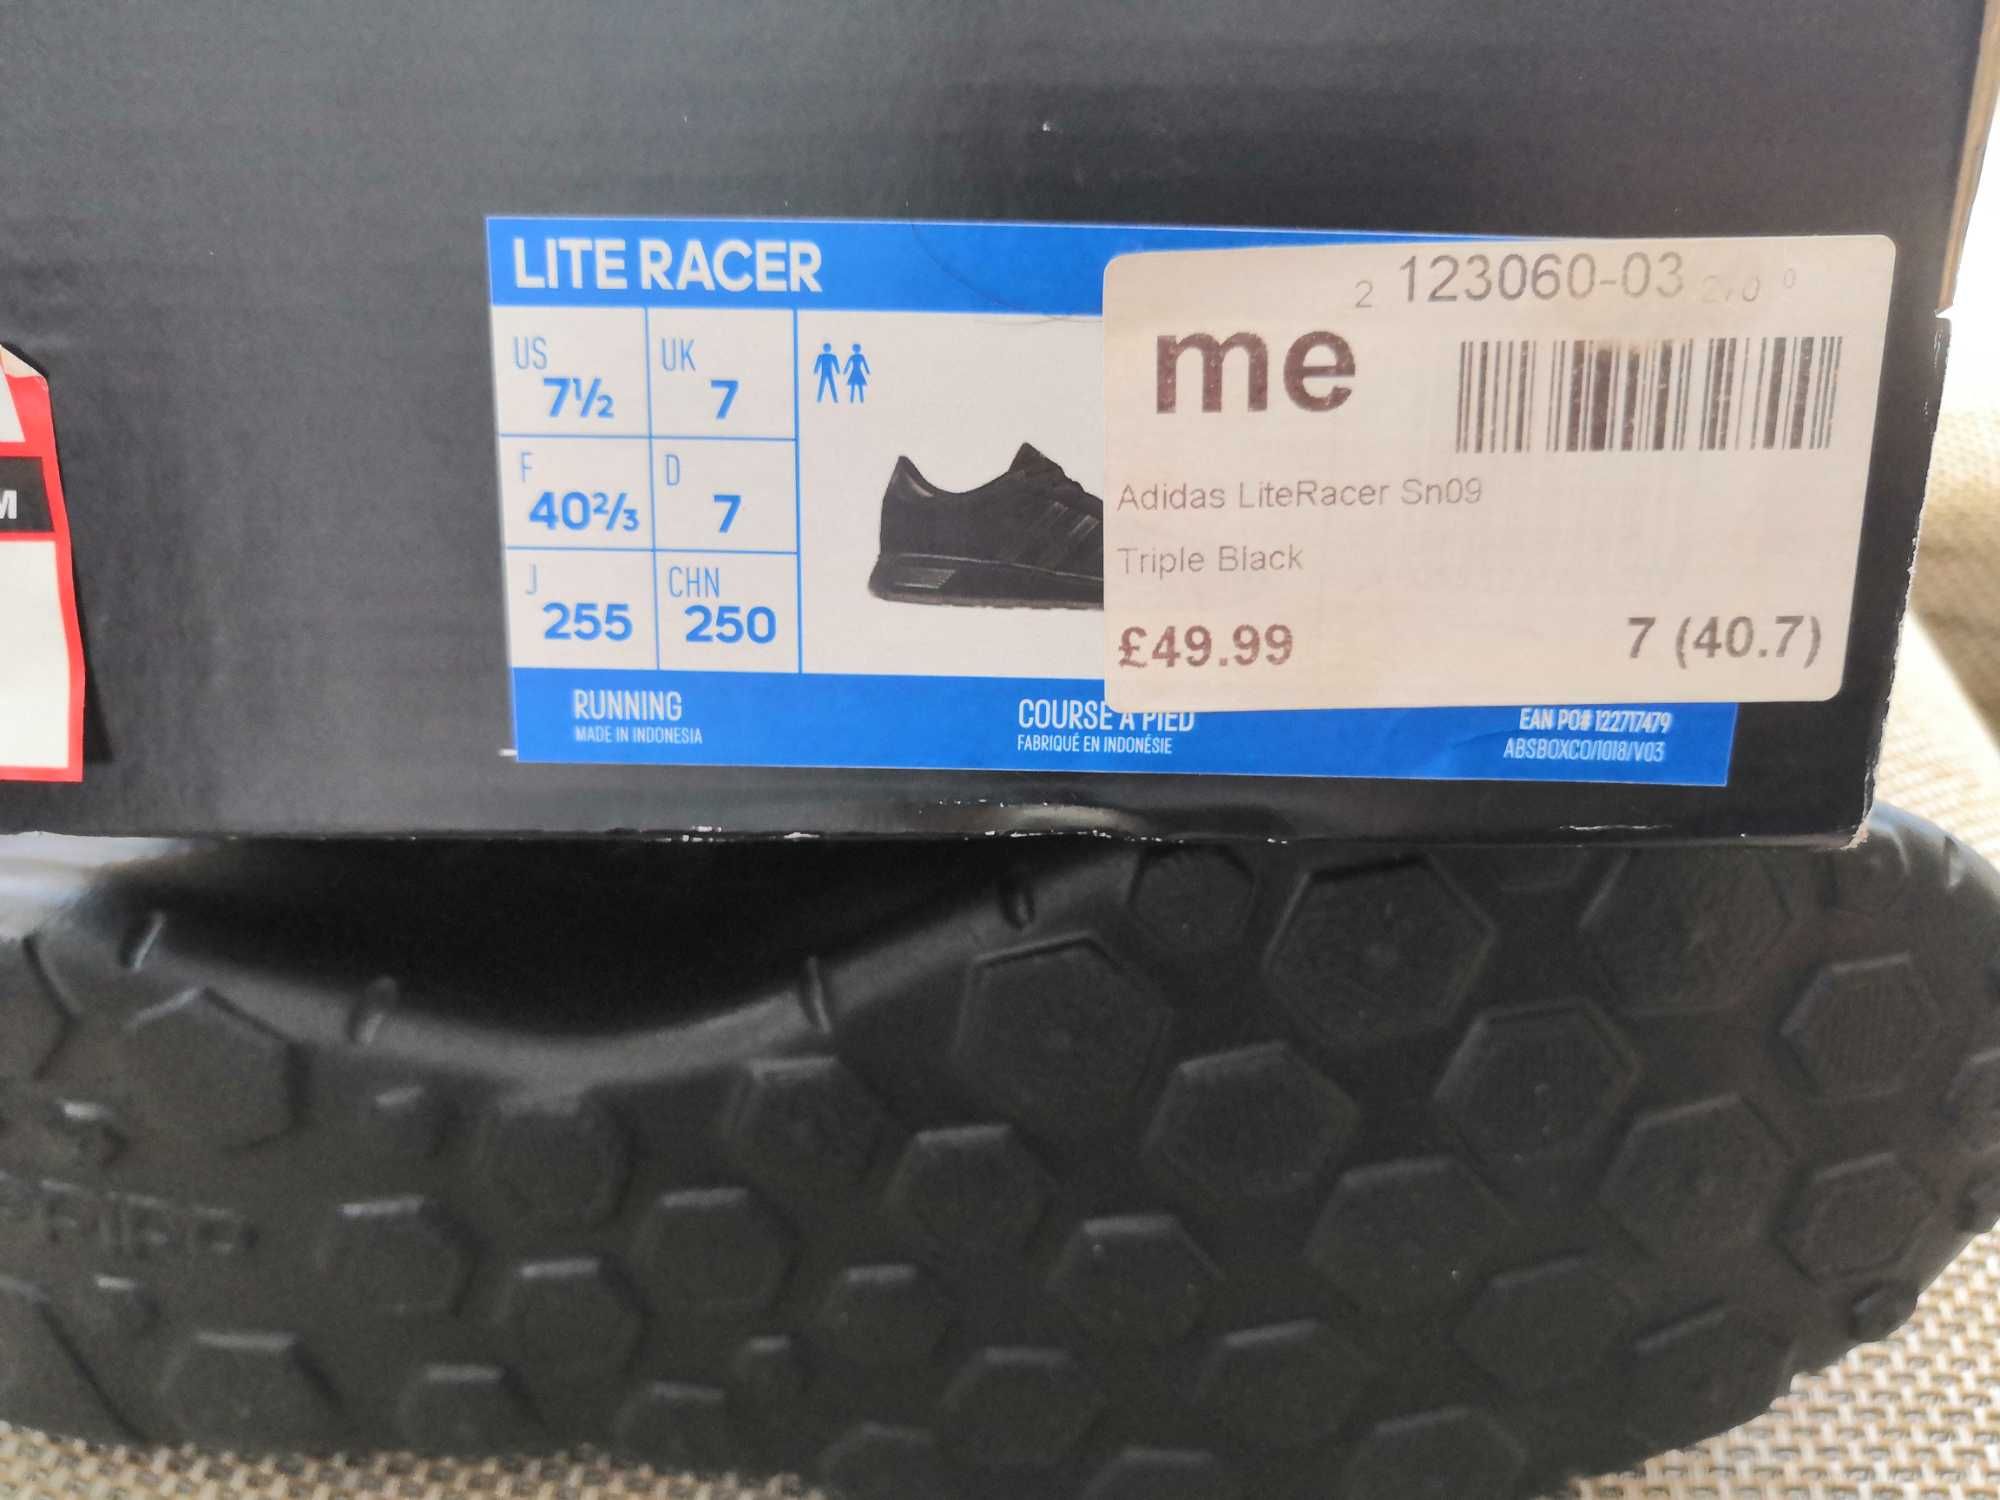 LITE RACER
US 7½ UK 7
F 40⅔ D 7
J 255 CHN 250
RUNNING
MADE IN INDONESIA
COURSE À PIED
FABRIQUÉ EN INDONÉSIE
EAN PO# 122717479
ABSBOXCO/1018/V03
2 123060-03
me
Adidas LiteRacer Sn09
Triple Black
£49.99 7 (40.7)
M